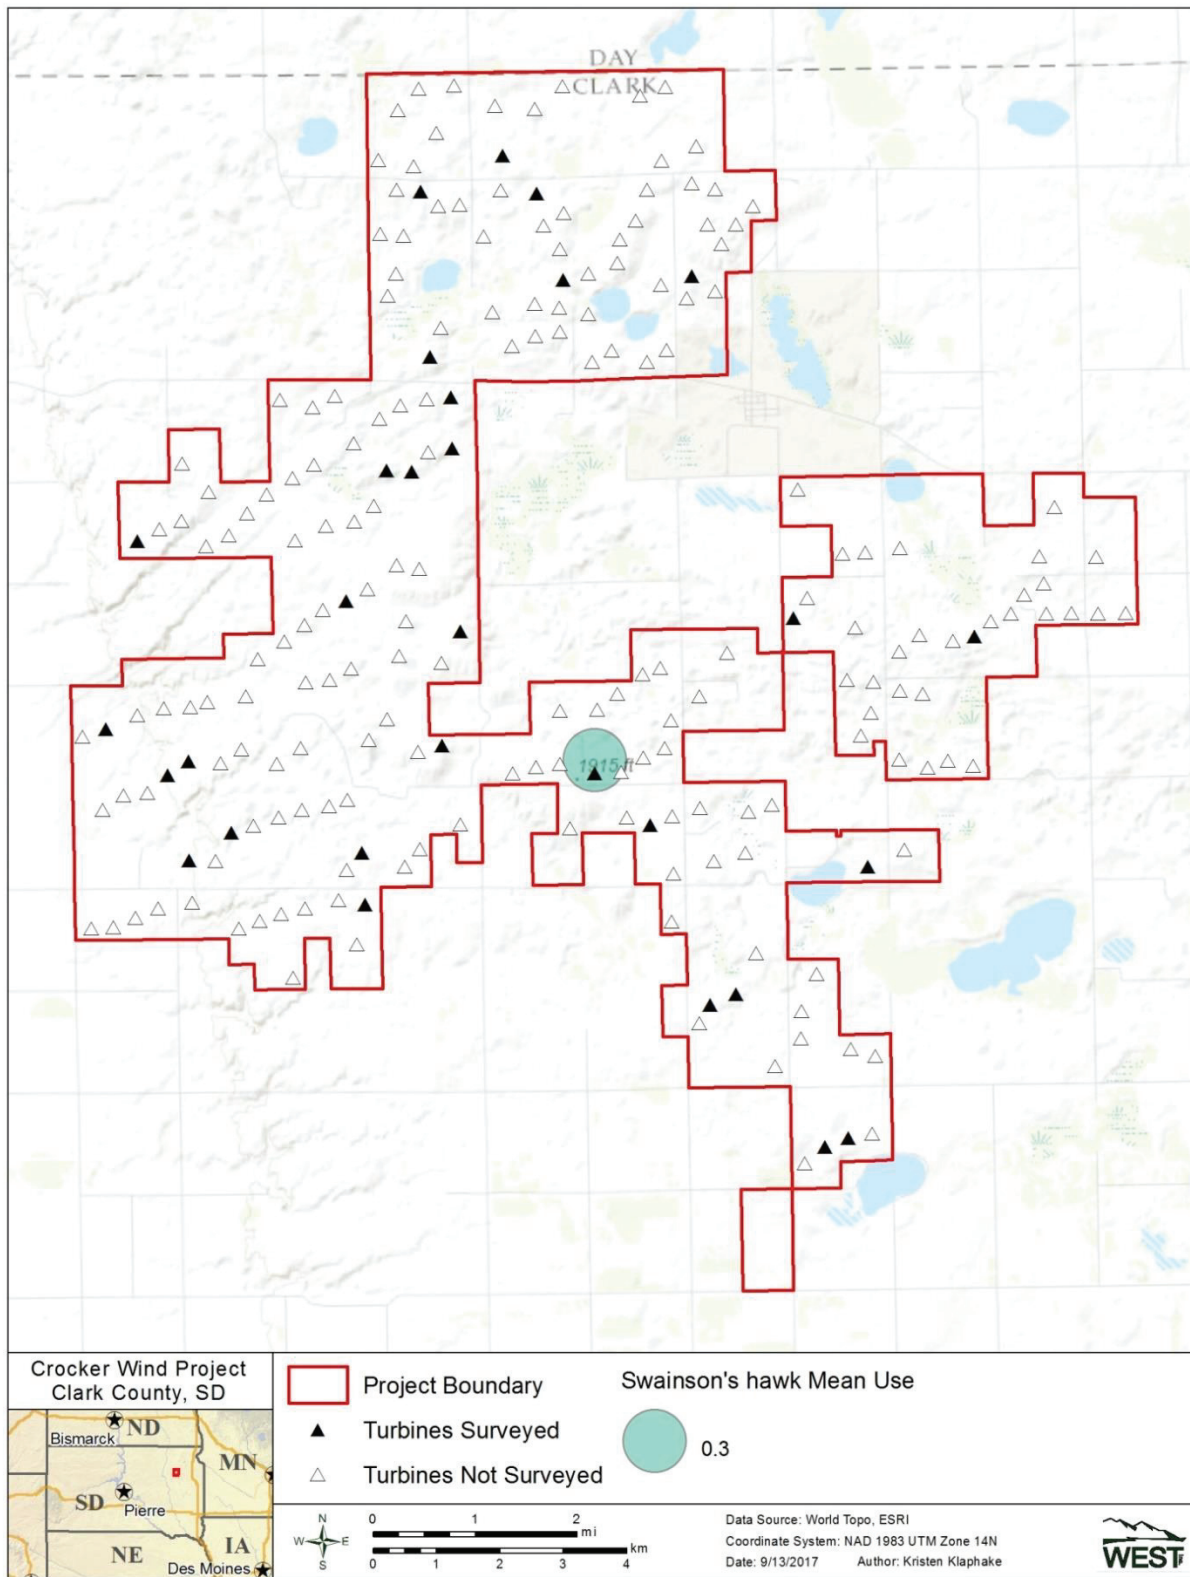 DAY
CLARK
1915 ft
Crocker Wind Project
Clark County, SD
Project Boundary
Turbines Surveyed
Turbines Not Surveyed
Swainson's hawk Mean Use
0.3
ND
Bismarck
MN
SD
Pierre
IA
NE
Des Moines
N
W
E
S
0 1 2
mi
0 1 2 3 4
km
Data Source: World Topo, ESRI
Coordinate System: NAD 1983 UTM Zone 14N
Date: 9/13/2017 Author: Kristen Klaphake
WEST